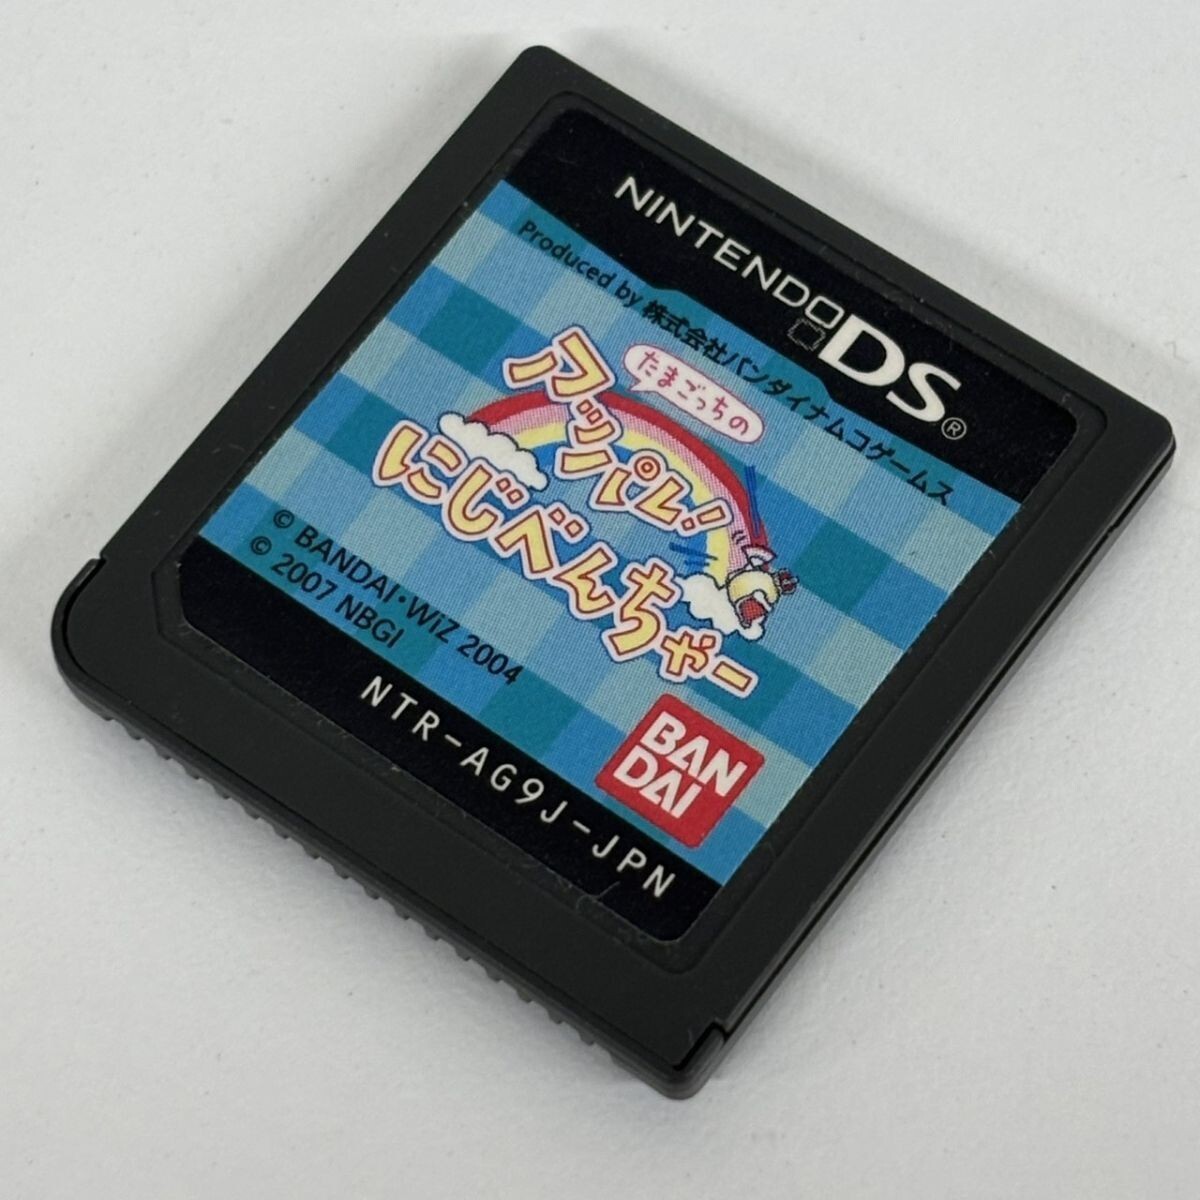 NINTENDODS®
Produced by 株式会社バンダイナムコゲームス
たまごっちの
アッパレ!
にじべんちゃー
© BANDAI・WiZ 2004
© 2007 NBGI
BAN
DAI
NTR-AG9J-JPN